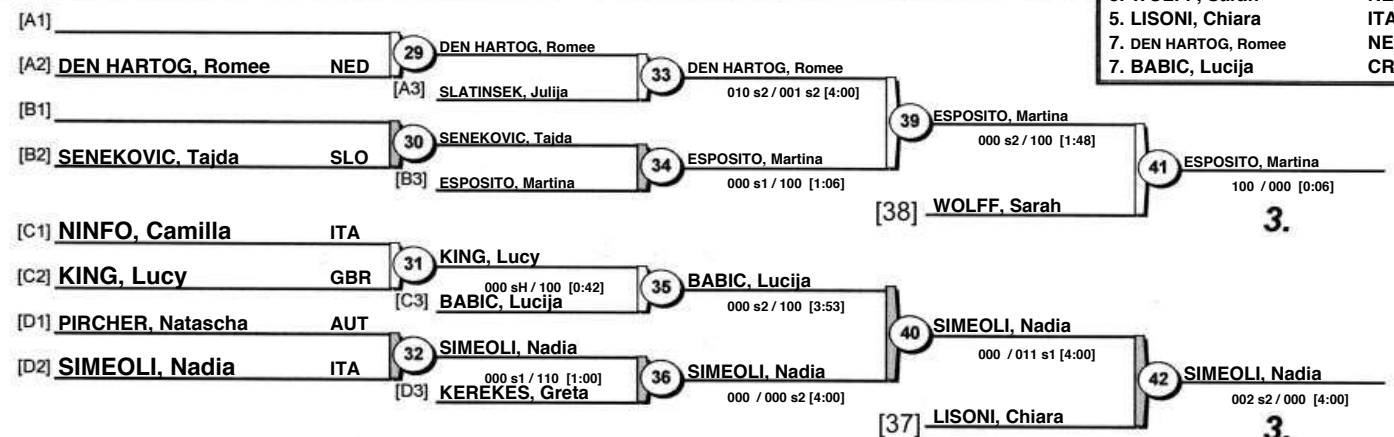 5. LISONI, Chiara ITA
7. DEN HARTOG, Romee NE
7. BABIC, Lucija CR
[A1]
[A2] DEN HARTOG, Romee NED
29
DEN HARTOG, Romee
[A3] SLATINSEK, Julija
33
DEN HARTOG, Romee
010 s2 / 001 s2 [4:00]
[B1]
[B2] SENEKOVIC, Tajda SLO
30
SENEKOVIC, Tajda
[B3] ESPOSITO, Martina
34
ESPOSITO, Martina
000 s1 / 100 [1:06]
39
ESPOSITO, Martina
000 s2 / 100 [1:48]
[38] WOLFF, Sarah
41
ESPOSITO, Martina
100 / 000 [0:06]
3.
[C1] NINFO, Camilla ITA
[C2] KING, Lucy GBR
31
KING, Lucy
000 sH / 100 [0:42]
[C3] BABIC, Lucija
35
BABIC, Lucija
000 s2 / 100 [3:53]
[D1] PIRCHER, Natascha AUT
[D2] SIMEOLI, Nadia ITA
32
SIMEOLI, Nadia
000 s1 / 110 [1:00]
[D3] KEREKES, Greta
36
SIMEOLI, Nadia
000 / 000 s2 [4:00]
40
SIMEOLI, Nadia
000 / 011 s1 [4:00]
[37] LISONI, Chiara
42
SIMEOLI, Nadia
002 s2 / 000 [4:00]
3.